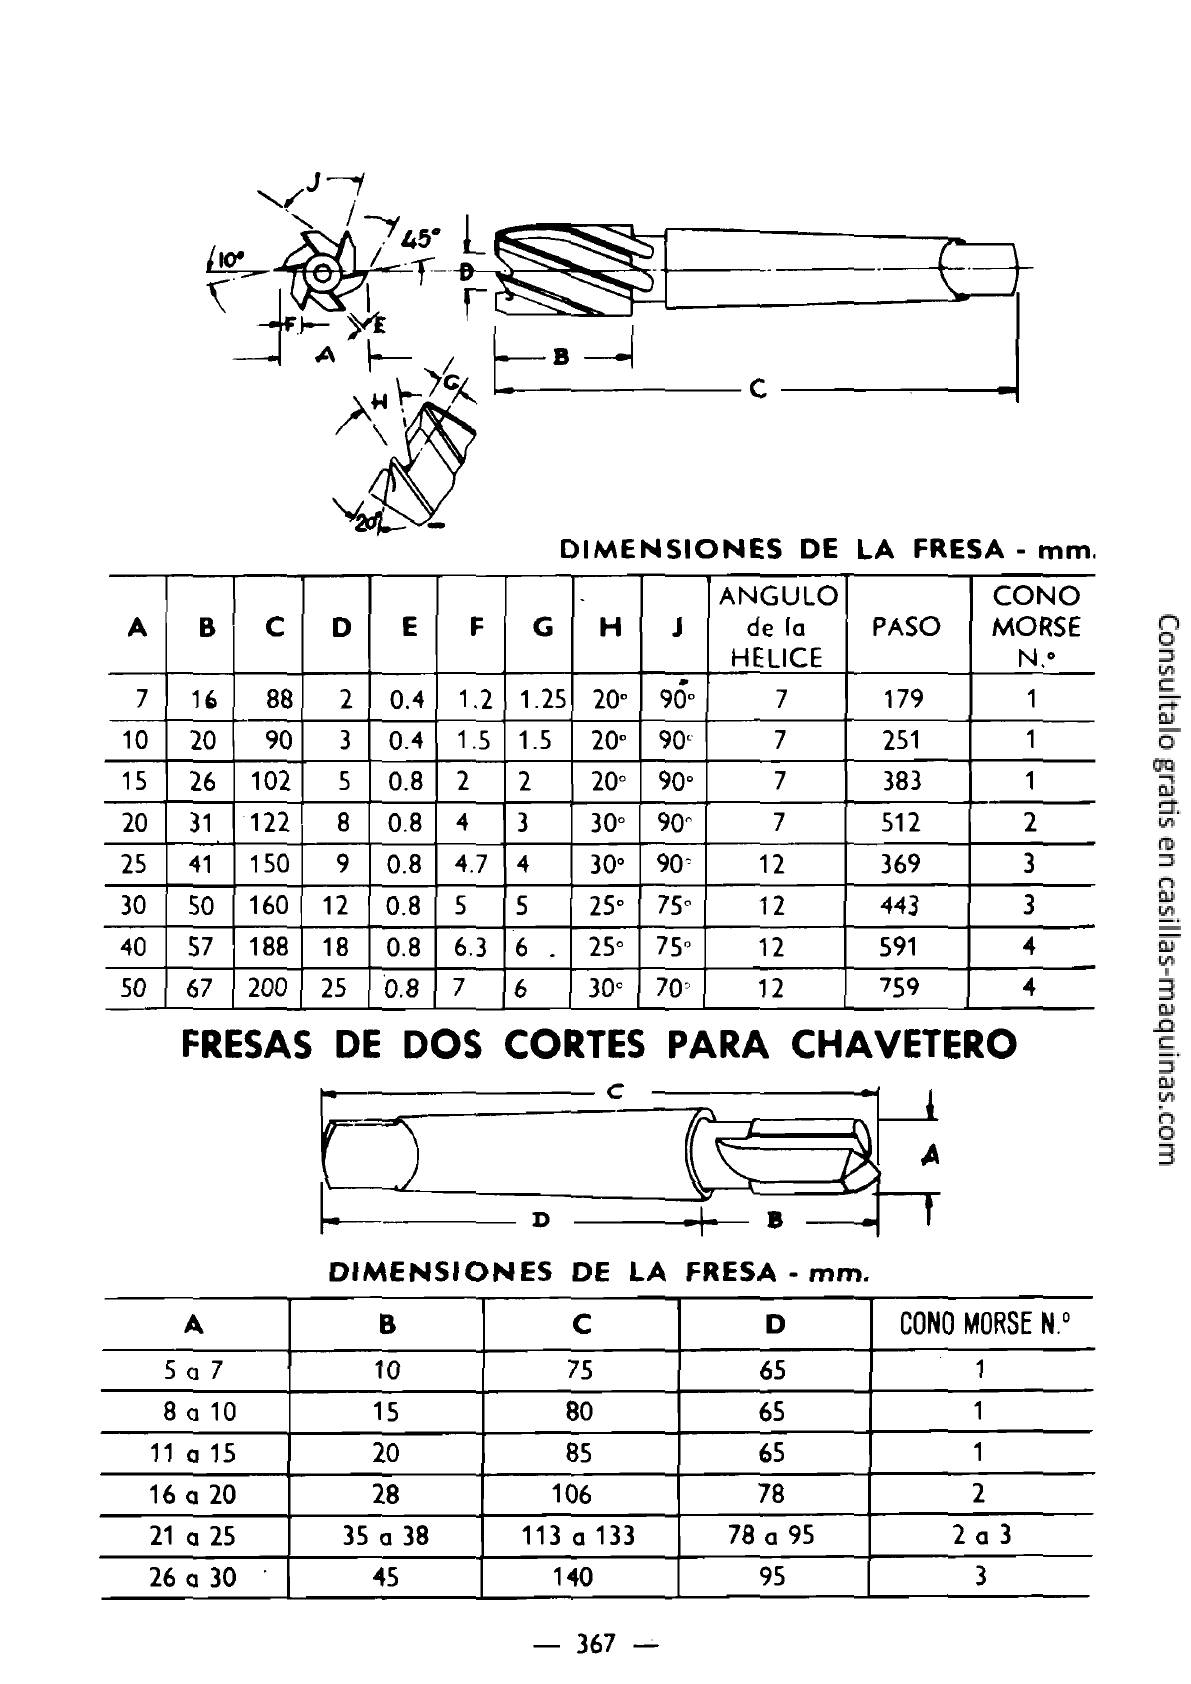 J
45°
10°
D
F
E
A
B
C
G
H
20°
DIMENSIONES DE LA FRESA - mm.
A B C D E F G H J ANGULO de la HELICE PASO CONO MORSE N.º
7 16 88 2 0.4 1.2 1.25 20° 90° 7 179 1
10 20 90 3 0.4 1.5 1.5 20° 90° 7 251 1
15 26 102 5 0.8 2 2 20° 90° 7 383 1
20 31 122 8 0.8 4 3 30° 90° 7 512 2
25 41 150 9 0.8 4.7 4 30° 90° 12 369 3
30 50 160 12 0.8 5 5 25° 75° 12 443 3
40 57 188 18 0.8 6.3 6 25° 75° 12 591 4
50 67 200 25 0.8 7 6 30° 70° 12 759 4
FRESAS DE DOS CORTES PARA CHAVETERO
C
A
D
B
DIMENSIONES DE LA FRESA - mm.
A B C D CONO MORSE N.º
5 a 7 10 75 65 1
8 a 10 15 80 65 1
11 a 15 20 85 65 1
16 a 20 28 106 78 2
21 a 25 35 a 38 113 a 133 78 a 95 2 a 3
26 a 30 45 140 95 3
— 367 —
Consultalo gratis en casillas-maquinas.com